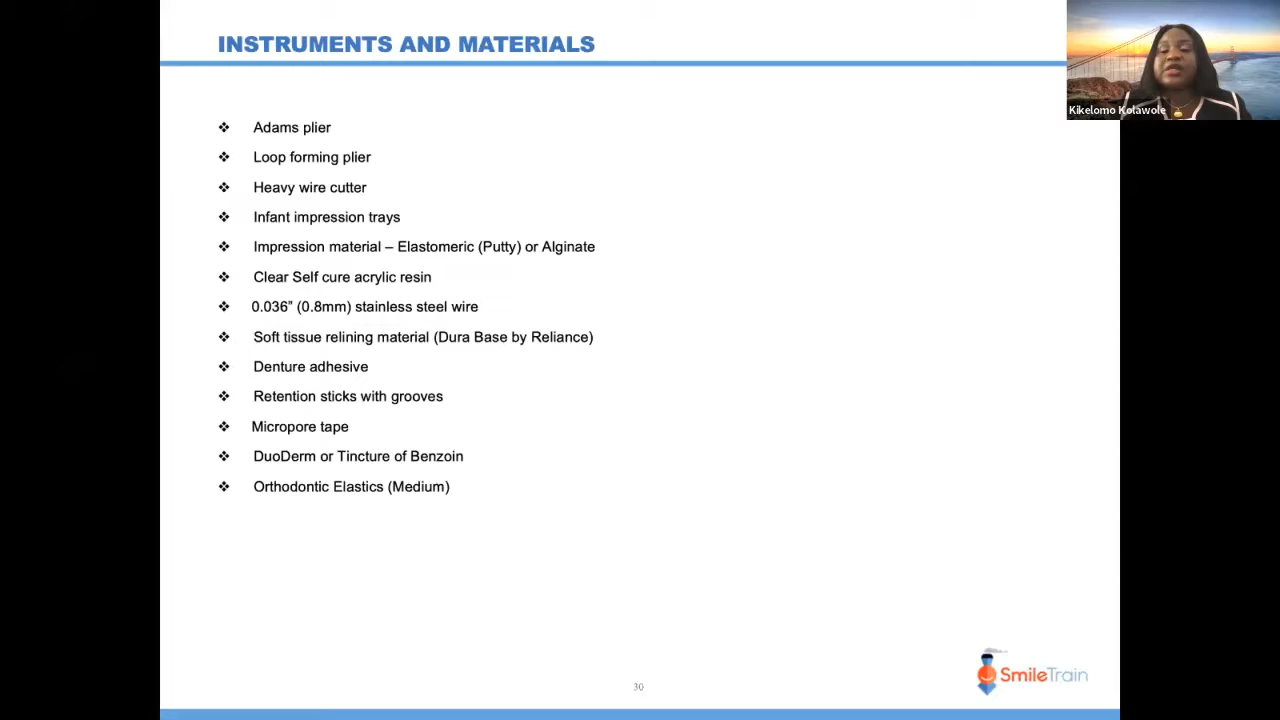 INSTRUMENTS AND MATERIALS
Kikelomo Kolawole
❖ Adams plier
❖ Loop forming plier
❖ Heavy wire cutter
❖ Infant impression trays
❖ Impression material – Elastomeric (Putty) or Alginate
❖ Clear Self cure acrylic resin
❖ 0.036” (0.8mm) stainless steel wire
❖ Soft tissue relining material (Dura Base by Reliance)
❖ Denture adhesive
❖ Retention sticks with grooves
❖ Micropore tape
❖ DuoDerm or Tincture of Benzoin
❖ Orthodontic Elastics (Medium)
SmileTrain
30